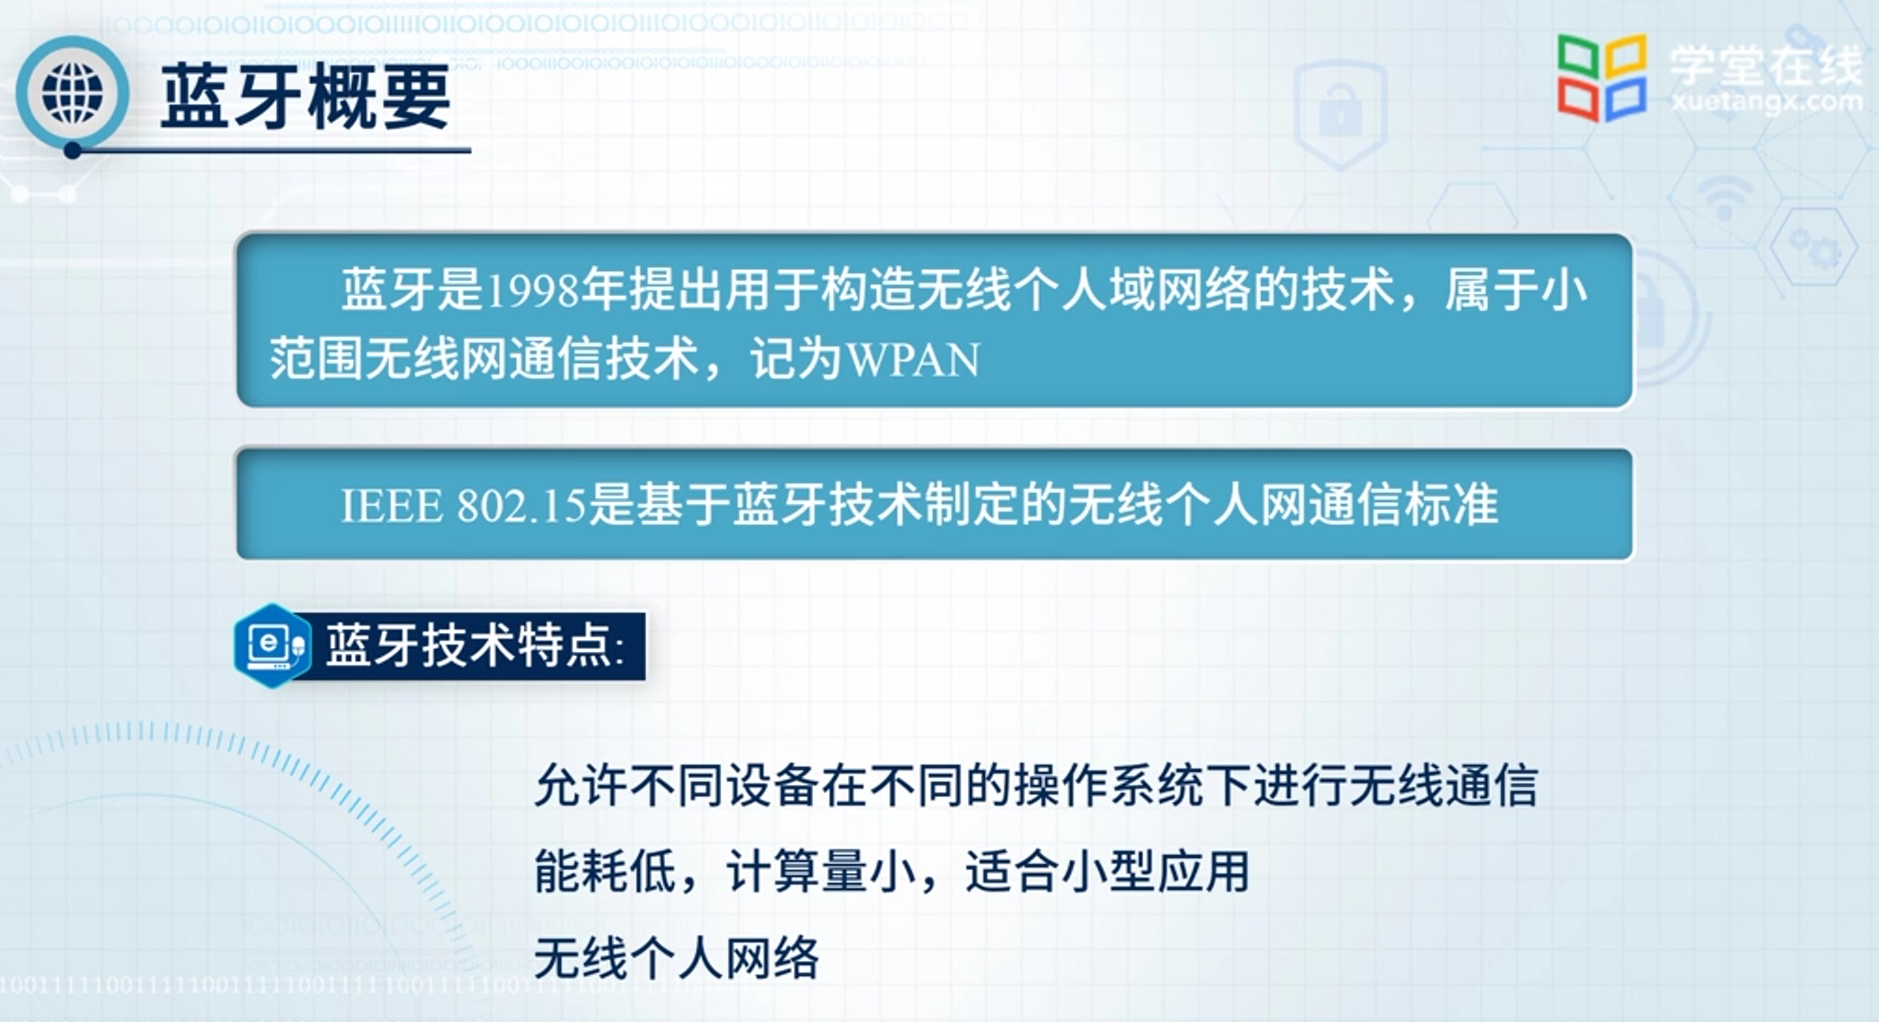 蓝牙概要
学堂在线
xuetangx.com
蓝牙是1998年提出用于构造无线个人域网络的技术，属于小
范围无线网通信技术，记为WPAN
IEEE 802.15是基于蓝牙技术制定的无线个人网通信标准
蓝牙技术特点:
允许不同设备在不同的操作系统下进行无线通信
能耗低，计算量小，适合小型应用
无线个人网络